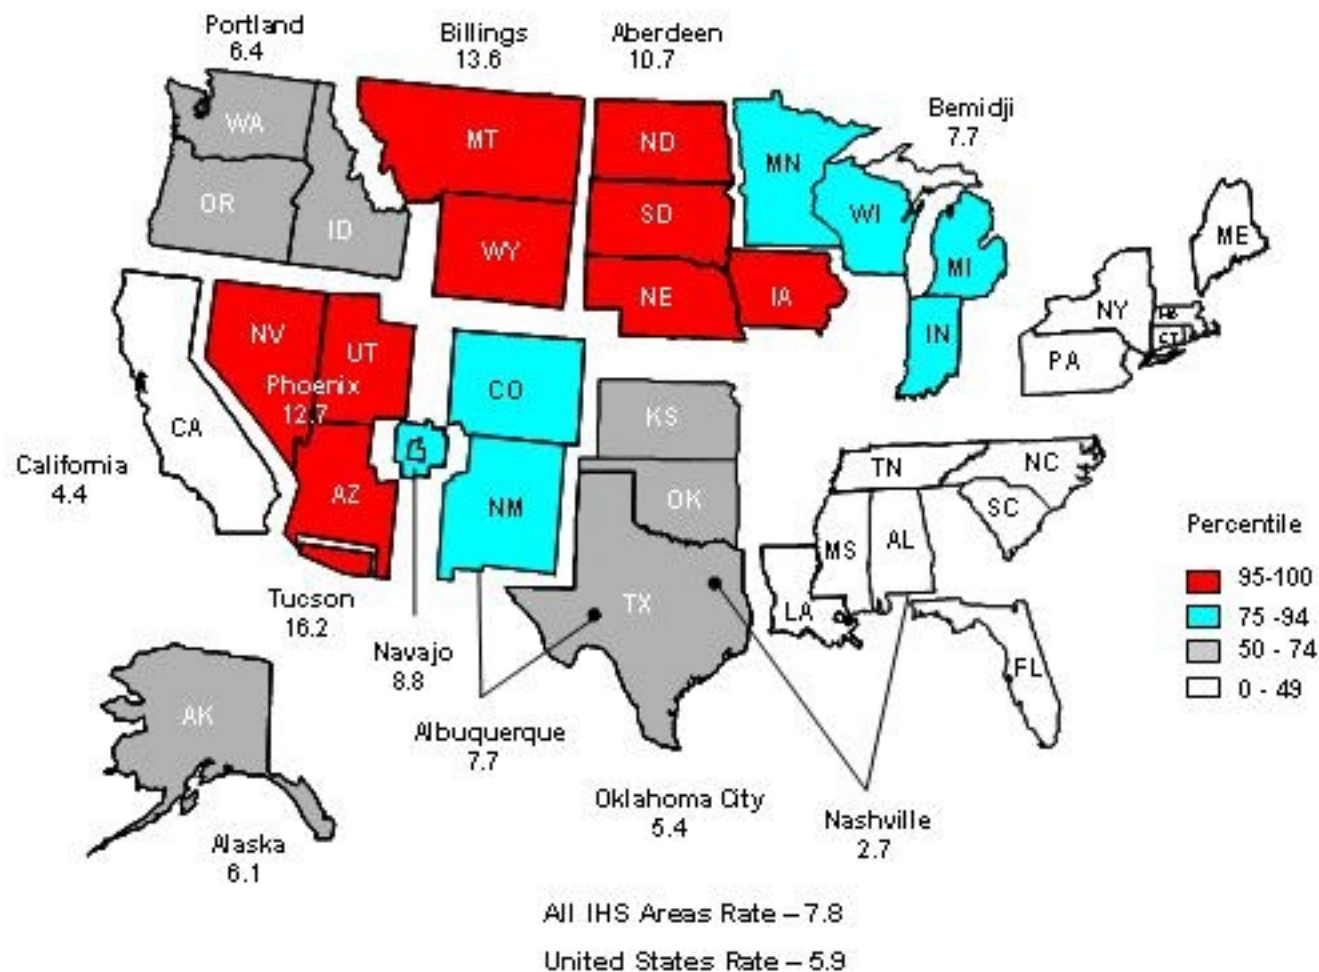 Portland
6.4
Billings
13.6
Aberdeen
10.7
Bemidji
7.7
WA
MT
ND
MN
OR
ID
WY
SD
WI
MI
ME
NE
IA
NY
PA
CT
IN
NV
UT
CO
Phoenix
12.7
KS
CA
California
4.4
AZ
NM
OK
TN
NC
SC
MS
AL
LA
TX
FL
Tucson
16.2
Navajo
8.8
Albuquerque
7.7
AK
Alaska
6.1
Oklahoma City
5.4
Nashville
2.7
Percentile
95-100
75 -94
50 - 74
0 - 49
All IHS Areas Rate – 7.8
United States Rate – 5.9